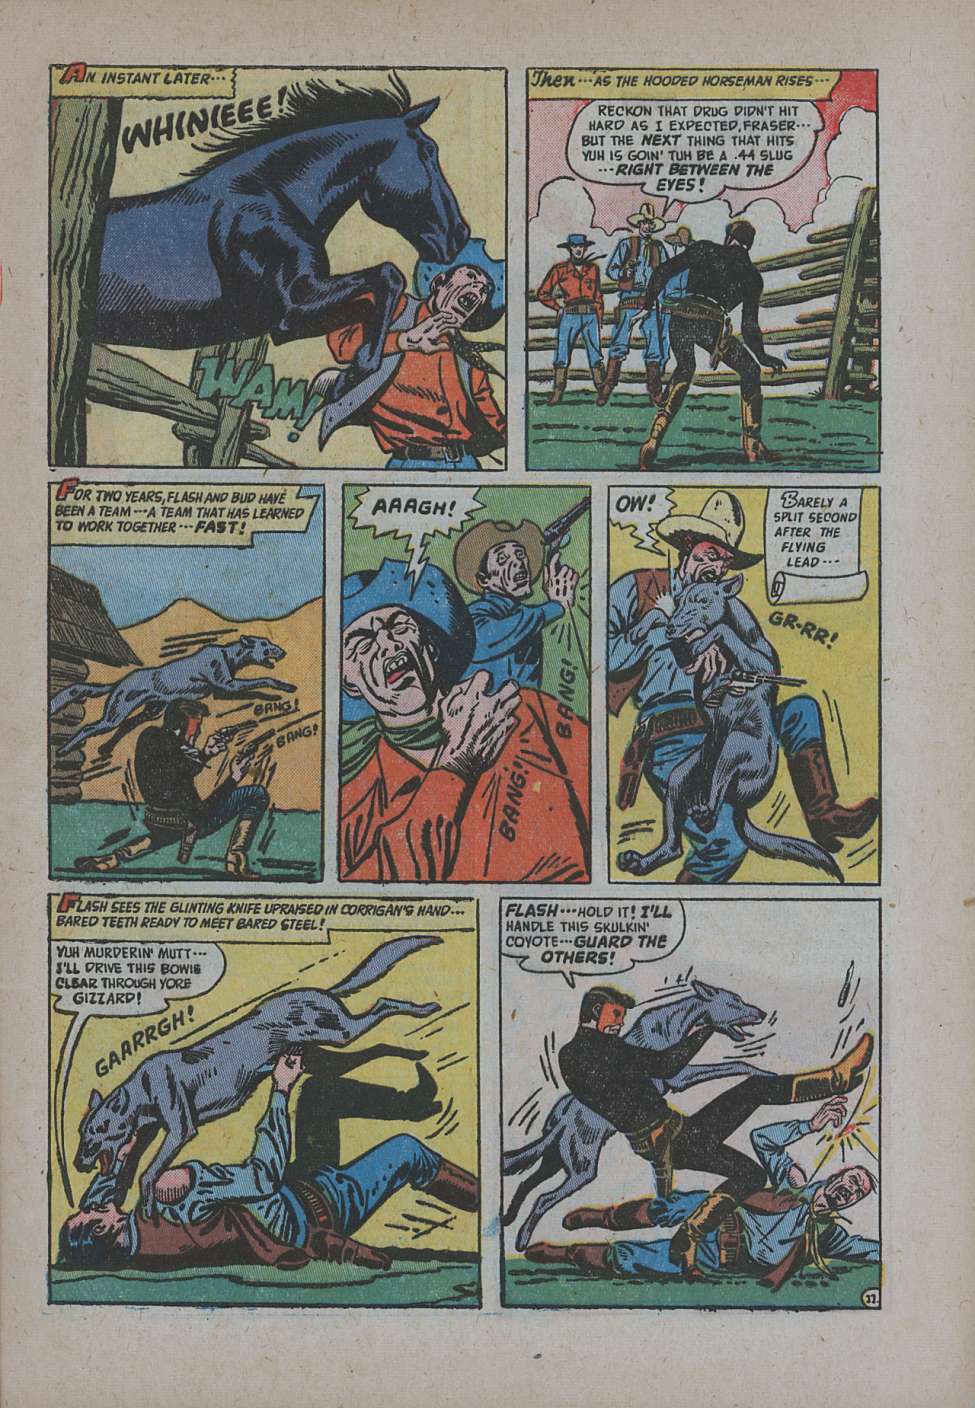 AN INSTANT LATER---
WHINIEEE!
WAM!
Then---AS THE HOODED HORSEMAN RISES---
RECKON THAT DRUG DIDN'T HIT
HARD AS I EXPECTED, FRASER---
BUT THE NEXT THING THAT HITS
YUH IS GOIN' TUH BE A .44 SLUG
---RIGHT BETWEEN THE
EYES!
FOR TWO YEARS, FLASH AND BUD HAVE
BEEN A TEAM---A TEAM THAT HAS LEARNED
TO WORK TOGETHER---FAST!
BANG!
BANG!
AAAGH!
BANG!
BANG!
OW!
BARELY A
SPLIT SECOND
AFTER THE
FLYING
LEAD---
GR-RR!
FLASH SEES THE GLINTING KNIFE UPRAISED IN CORRIGAN'S HAND...
BARED TEETH READY TO MEET BARED STEEL!
YUH MURDERIN' MUTT---
I'LL DRIVE THIS BOWIE
CLEAR THROUGH YORE
GIZZARD!
GAARRGH!
FLASH---HOLD IT! I'LL
HANDLE THIS SKULKIN'
COYOTE---GUARD THE
OTHERS!